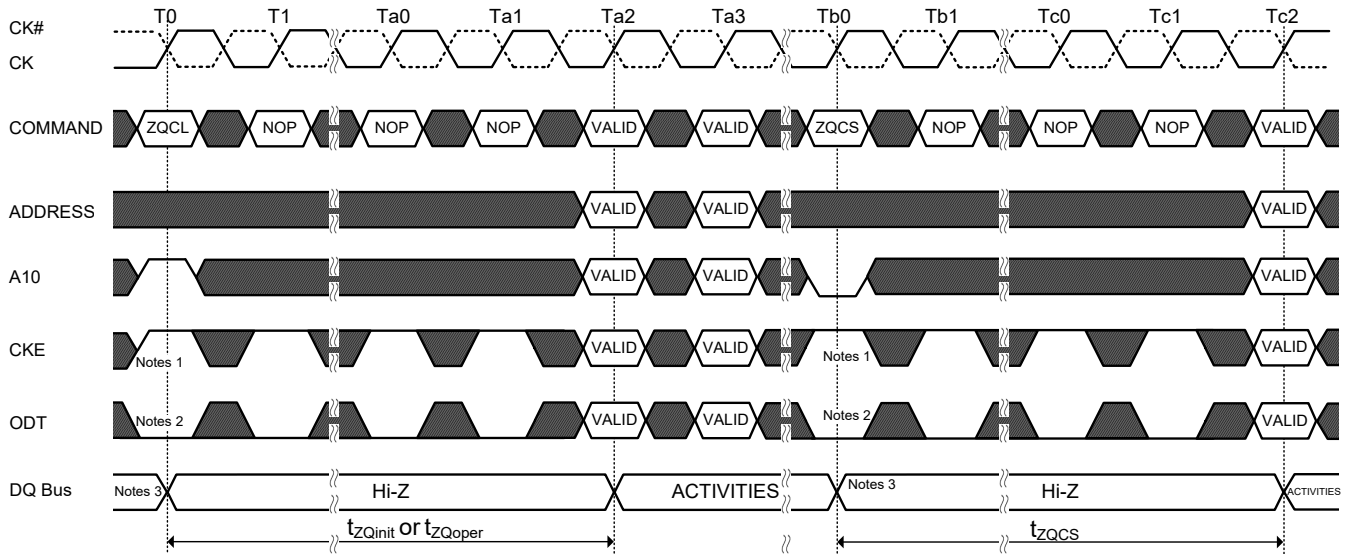 T0 T1 Ta0 Ta1 Ta2 Ta3 Tb0 Tb1 Tc0 Tc1 Tc2
CK#
CK
COMMAND ZQCL NOP NOP NOP VALID VALID ZQCS NOP NOP NOP VALID
ADDRESS VALID VALID VALID
A10 VALID VALID VALID
CKE Notes 1 VALID VALID Notes 1 VALID
ODT Notes 2 VALID VALID Notes 2 VALID
DQ Bus Notes 3 Hi-Z ACTIVITIES Notes 3 Hi-Z ACTIVITIES
tZQinit or tZQoper tZQCS